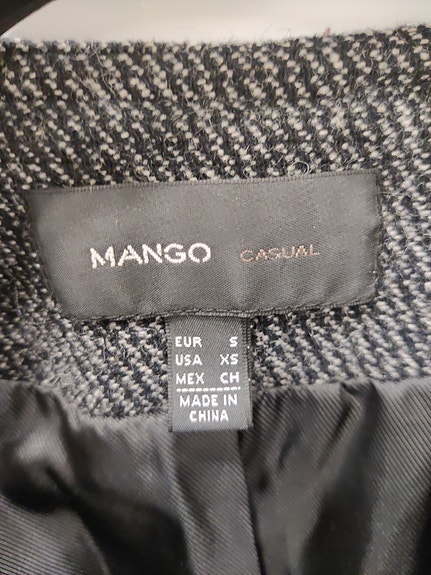 MANGO CASUAL
EUR S
USA XS
MEX CH
MADE IN
CHINA